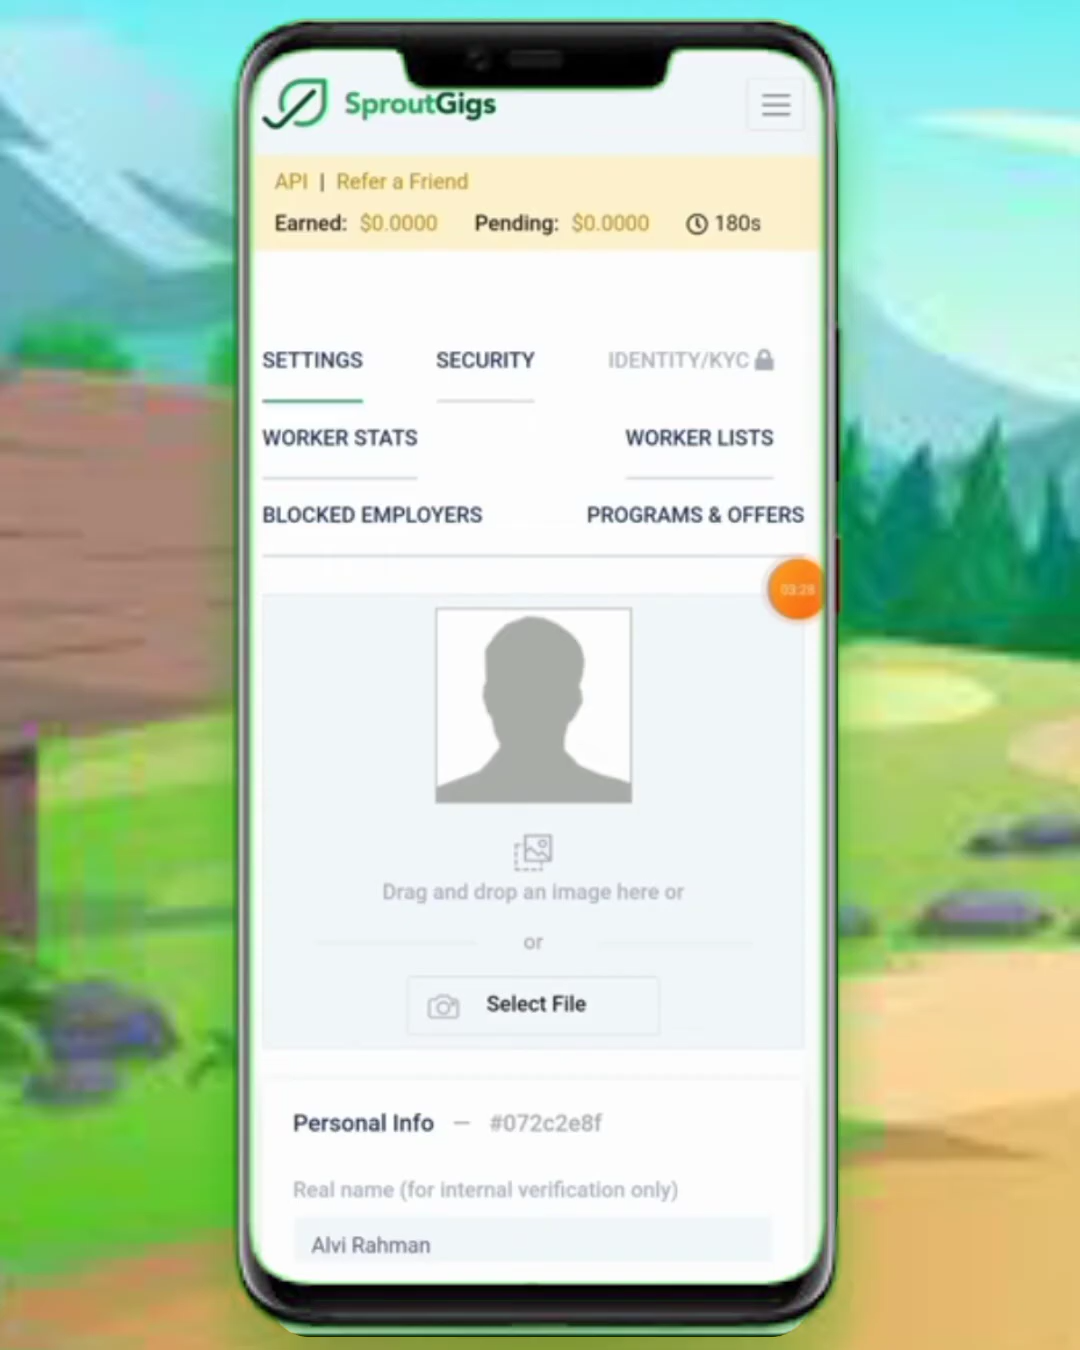 SproutGigs
API | Refer a Friend
Earned: $0.0000 Pending: $0.0000 180s
SETTINGS SECURITY IDENTITY/KYC
WORKER STATS WORKER LISTS
BLOCKED EMPLOYERS PROGRAMS & OFFERS
03:28
Drag and drop an image here or
or
Select File
Personal Info — #072c2e8f
Real name (for internal verification only)
Alvi Rahman